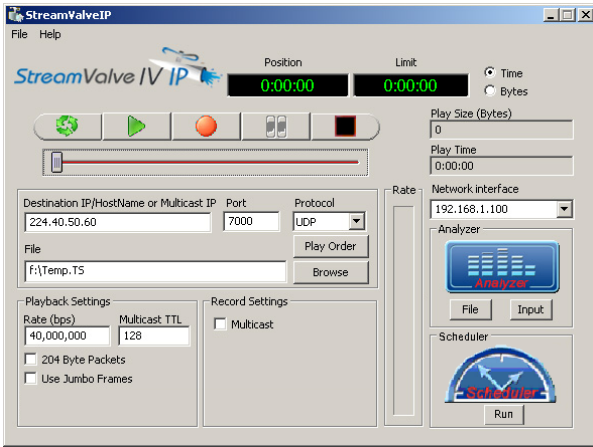 StreamValveIP
File Help
StreamValve IV IP
Position
Limit
0:00:00
0:00:00
Time
Bytes
Play Size (Bytes)
0
Play Time
0:00:00
Destination IP/HostName or Multicast IP Port Protocol
224.40.50.60 7000 UDP
File
Play Order
f:\Temp.TS
Browse
Rate
Network interface
192.168.1.100
Analyzer
Analyzer
File Input
Playback Settings
Rate (bps) Multicast TTL
40,000,000 128
204 Byte Packets
Use Jumbo Frames
Record Settings
Multicast
Scheduler
Scheduler
Run